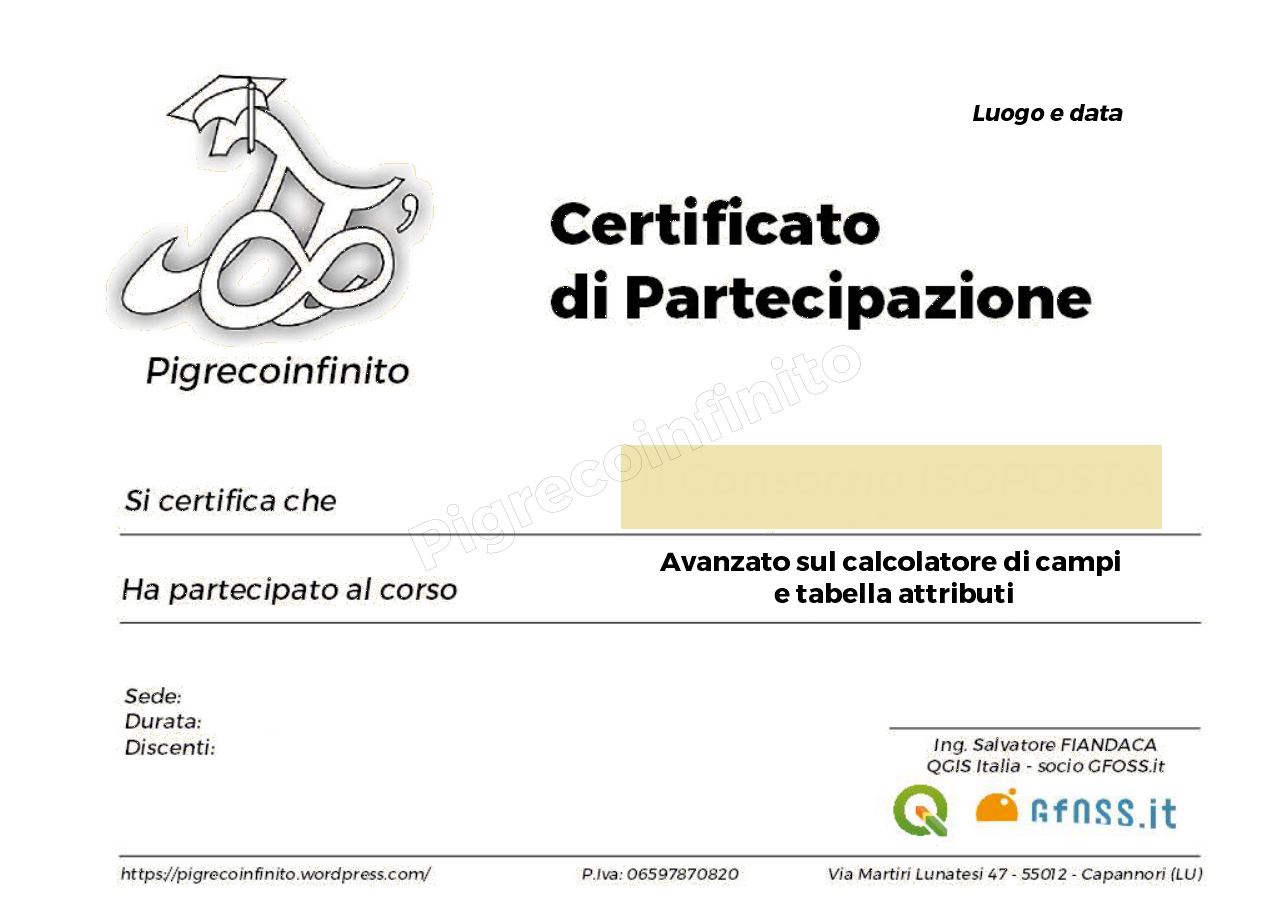 Luogo e data
Certificato
di Partecipazione
Pigrecoinfinito
Pigrecoinfinito
Si certifica che
Ha partecipato al corso
Avanzato sul calcolatore di campi
e tabella attributi
Sede:
Durata:
Discenti:
Ing. Salvatore FIANDACA
QGIS Italia - socio GFOSS.it
GFOSS.it
https://pigrecoinfinito.wordpress.com/
P.Iva: 06597870820
Via Martiri Lunatesi 47 - 55012 - Capannori (LU)